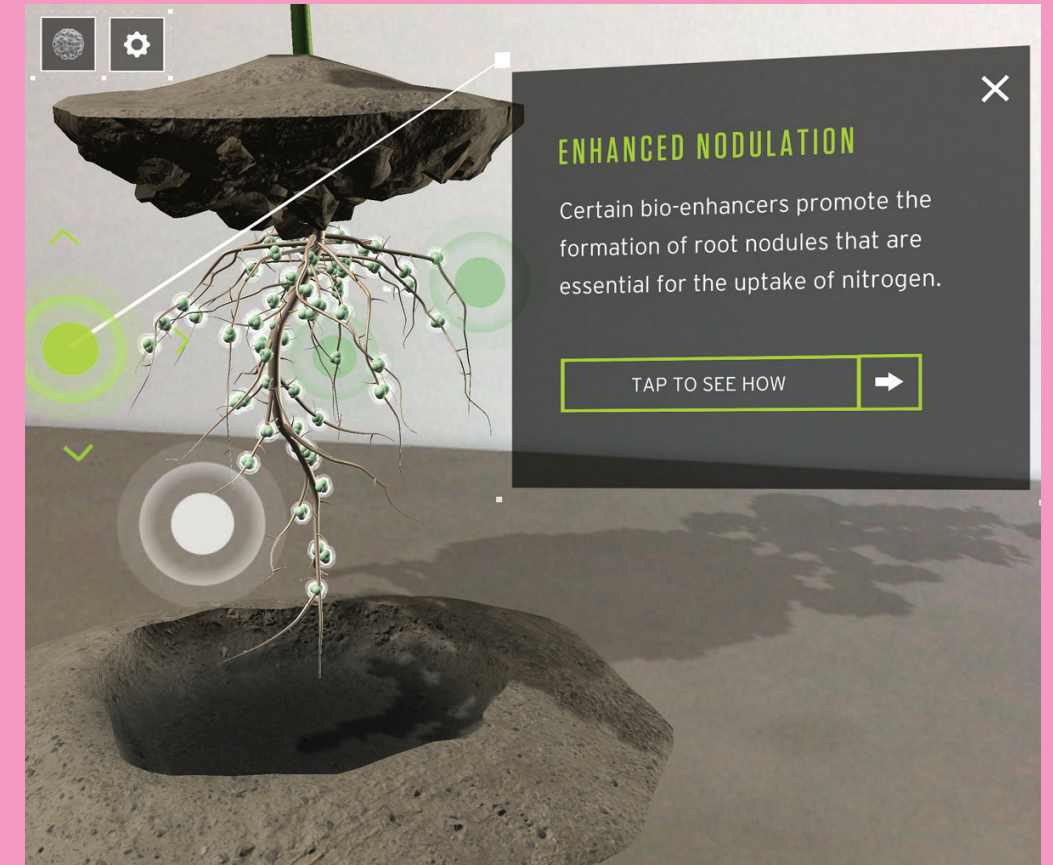 ENHANCED NODULATION
Certain bio-enhancers promote the
formation of root nodules that are
essential for the uptake of nitrogen.
TAP TO SEE HOW